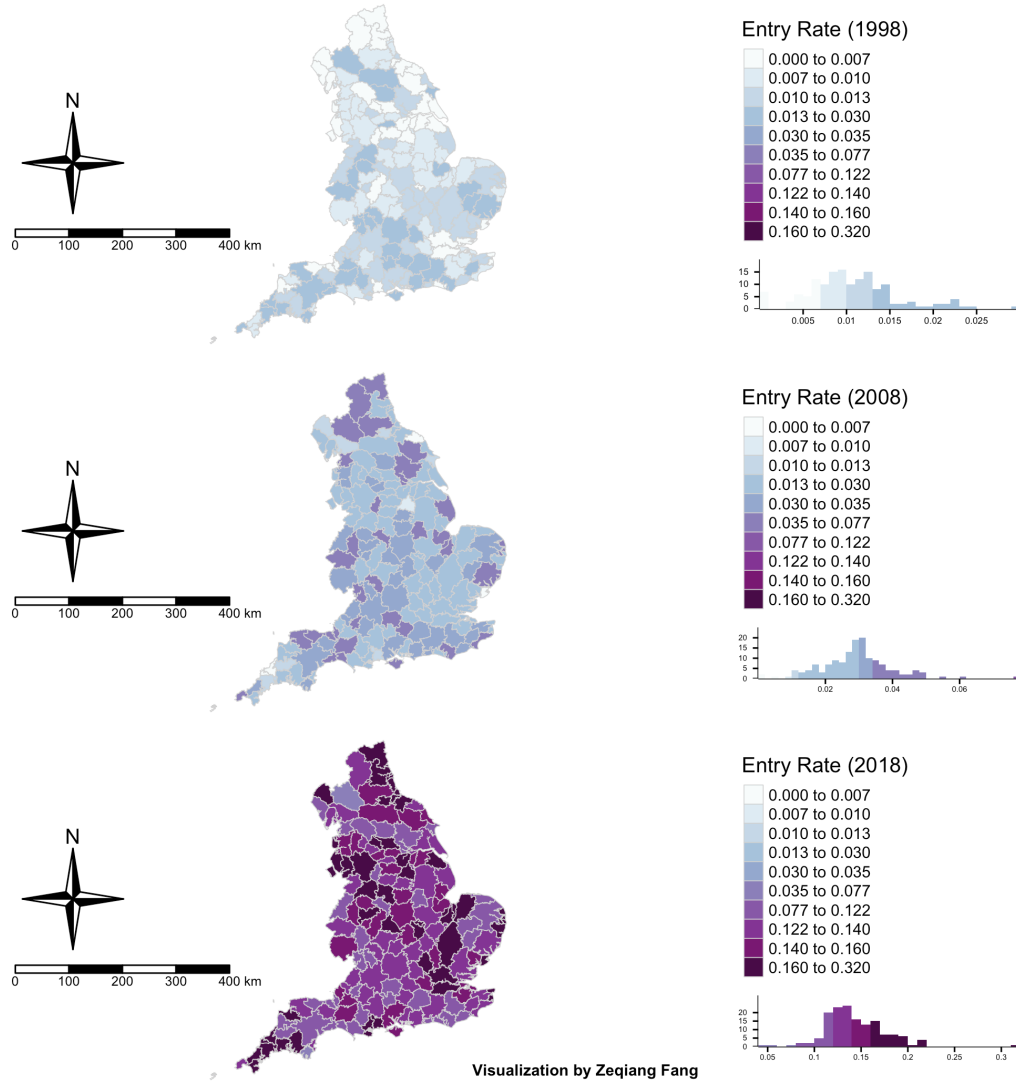 Entry Rate (1998)
0.000 to 0.007
0.007 to 0.010
0.010 to 0.013
0.013 to 0.030
0.030 to 0.035
0.035 to 0.077
0.077 to 0.122
0.122 to 0.140
0.140 to 0.160
0.160 to 0.320
N
0 100 200 300 400 km
15
10
5
0
0.005 0.01 0.015 0.02 0.025
Entry Rate (2008)
0.000 to 0.007
0.007 to 0.010
0.010 to 0.013
0.013 to 0.030
0.030 to 0.035
0.035 to 0.077
0.077 to 0.122
0.122 to 0.140
0.140 to 0.160
0.160 to 0.320
N
0 100 200 300 400 km
20
15
10
5
0
0.02 0.04 0.06
Entry Rate (2018)
0.000 to 0.007
0.007 to 0.010
0.010 to 0.013
0.013 to 0.030
0.030 to 0.035
0.035 to 0.077
0.077 to 0.122
0.122 to 0.140
0.140 to 0.160
0.160 to 0.320
N
0 100 200 300 400 km
20
15
10
5
0
0.05 0.1 0.15 0.2 0.25 0.3
Visualization by Zeqiang Fang